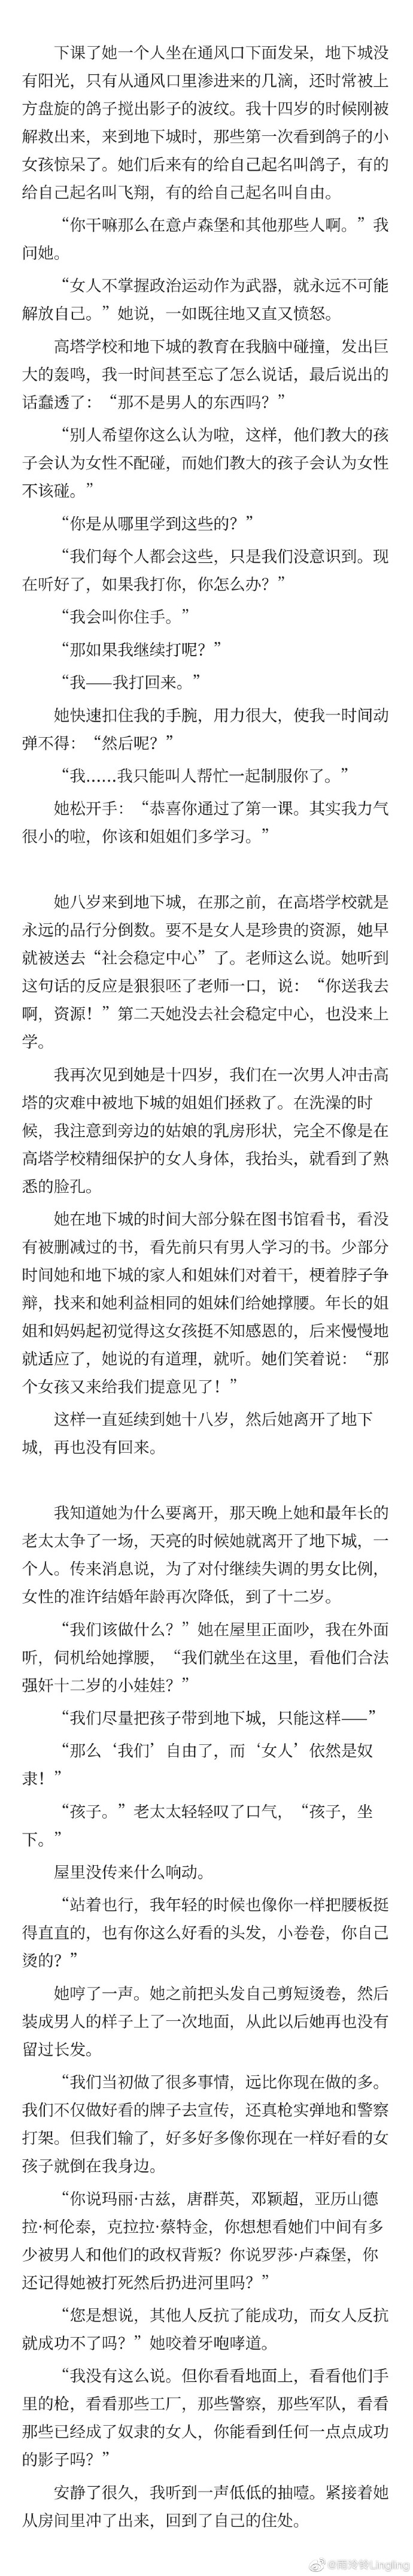 下课了她一个人坐在通风口下面发呆，地下城没
有阳光，只有从通风口里渗进来的几滴，还时常被上
方盘旋的鸽子搅出影子的波纹。我十四岁的时候刚被
解救出来，来到地下城时，那些第一次看到鸽子的小
女孩惊呆了。她们后来有的给自己起名叫鸽子，有的
给自己起名叫飞翔，有的给自己起名叫自由。
“你干嘛那么在意卢森堡和其他那些人啊。”我
问她。
“女人不掌握政治运动作为武器，就永远不可能
解放自己。”她说，一如既往地又直又愤怒。
高塔学校和地下城的教育在我脑中碰撞，发出巨
大的轰鸣，我一时间甚至忘了怎么说话，最后说出的
话蠢透了：“那不是男人的东西吗？”
“别人希望你这么认为啦，这样，他们教大的孩
子会认为女性不配碰，而她们教大的孩子会认为女性
不该碰。”
“你是从哪里学到这些的？”
“我们每个人都会这些，只是我们没意识到。现
在听好了，如果我打你，你怎么办？”
“我会叫你住手。”
“那如果我继续打呢？”
“我——我打回来。”
她快速扣住我的手腕，用力很大，使我一时间动
弹不得：“然后呢？”
“我……我只能叫人帮忙一起制服你了。”
她松开手：“恭喜你通过了第一课。其实我力气
很小的啦，你该和姐姐们多学习。”
她八岁来到地下城，在那之前，在高塔学校就是
永远的品行分倒数。要不是女人是珍贵的资源，她早
就被送去“社会稳定中心”了。老师这么说。她听到
这句话的反应是狠狠呸了老师一口，说：“你送我去
啊，资源！”第二天她没去社会稳定中心，也没来上
学。
我再次见到她是十四岁，我们在一次男人冲击高
塔的灾难中被地下城的姐姐们拯救了。在洗澡的时
候，我注意到旁边的姑娘的乳房形状，完全不像是在
高塔学校精细保护的女人身体，我抬头，就看到了熟
悉的脸孔。
她在地下城的时间大部分躲在图书馆看书，看没
有被删减过的书，看先前只有男人学习的书。少部分
时间她和地下城的家人和姐妹们对着干，梗着脖子争
辩，找来和她利益相同的姐妹们给她撑腰。年长的姐
姐和妈妈起初觉得这女孩挺不知感恩的，后来慢慢地
就适应了，她说的有道理，就听。她们笑着说：“那
个女孩又来给我们提意见了！”
这样一直延续到她十八岁，然后她离开了地下
城，再也没有回来。
我知道她为什么要离开，那天晚上她和最年长的
老太太争了一场，天亮的时候她就离开了地下城，一
个人。传来消息说，为了对付继续失调的男女比例，
女性的准许结婚年龄再次降低，到了十二岁。
“我们该做什么？”她在屋里正面吵，我在外面
听，伺机给她撑腰，“我们就坐在这里，看他们合法
强奸十二岁的小娃娃？”
“我们尽量把孩子带到地下城，只能这样——”
“那么‘我们’自由了，而‘女人’依然是奴
隶！”
“孩子。”老太太轻轻叹了口气，“孩子，坐
下。”
屋里没传来什么响动。
“站着也行，我年轻的时候也像你一样把腰板挺
得直直的，也有你这么好看的头发，小卷卷，你自己
烫的？”
她哼了一声。她之前把头发自己剪短烫卷，然后
装成男人的样子上了一次地面，从此以后她再也没有
留过长发。
“我们当初做了很多事情，远比你现在做的多。
我们不仅做好看的牌子去宣传，还真枪实弹地和警察
打架。但我们输了，好多好多像你现在一样好看的女
孩子就倒在我身边。
“你说玛丽·古兹，唐群英，邓颖超，亚历山德
拉·柯伦泰，克拉拉·蔡特金，你想想看她们中间有多
少被男人和他们的政权背叛？你说罗莎·卢森堡，你
还记得她被打死然后扔进河里吗？”
“您是想说，其他人反抗了能成功，而女人反抗
就成功不了吗？”她咬着牙咆哮道。
“我没有这么说。但你看看地面上，看看他们手
里的枪，看看那些工厂，那些警察，那些军队，看看
那些已经成了奴隶的女人，你能看到任何一点点成功
的影子吗？”
安静了很久，我听到一声低低的抽噎。紧接着她
从房间里冲了出来，回到了自己的住处。